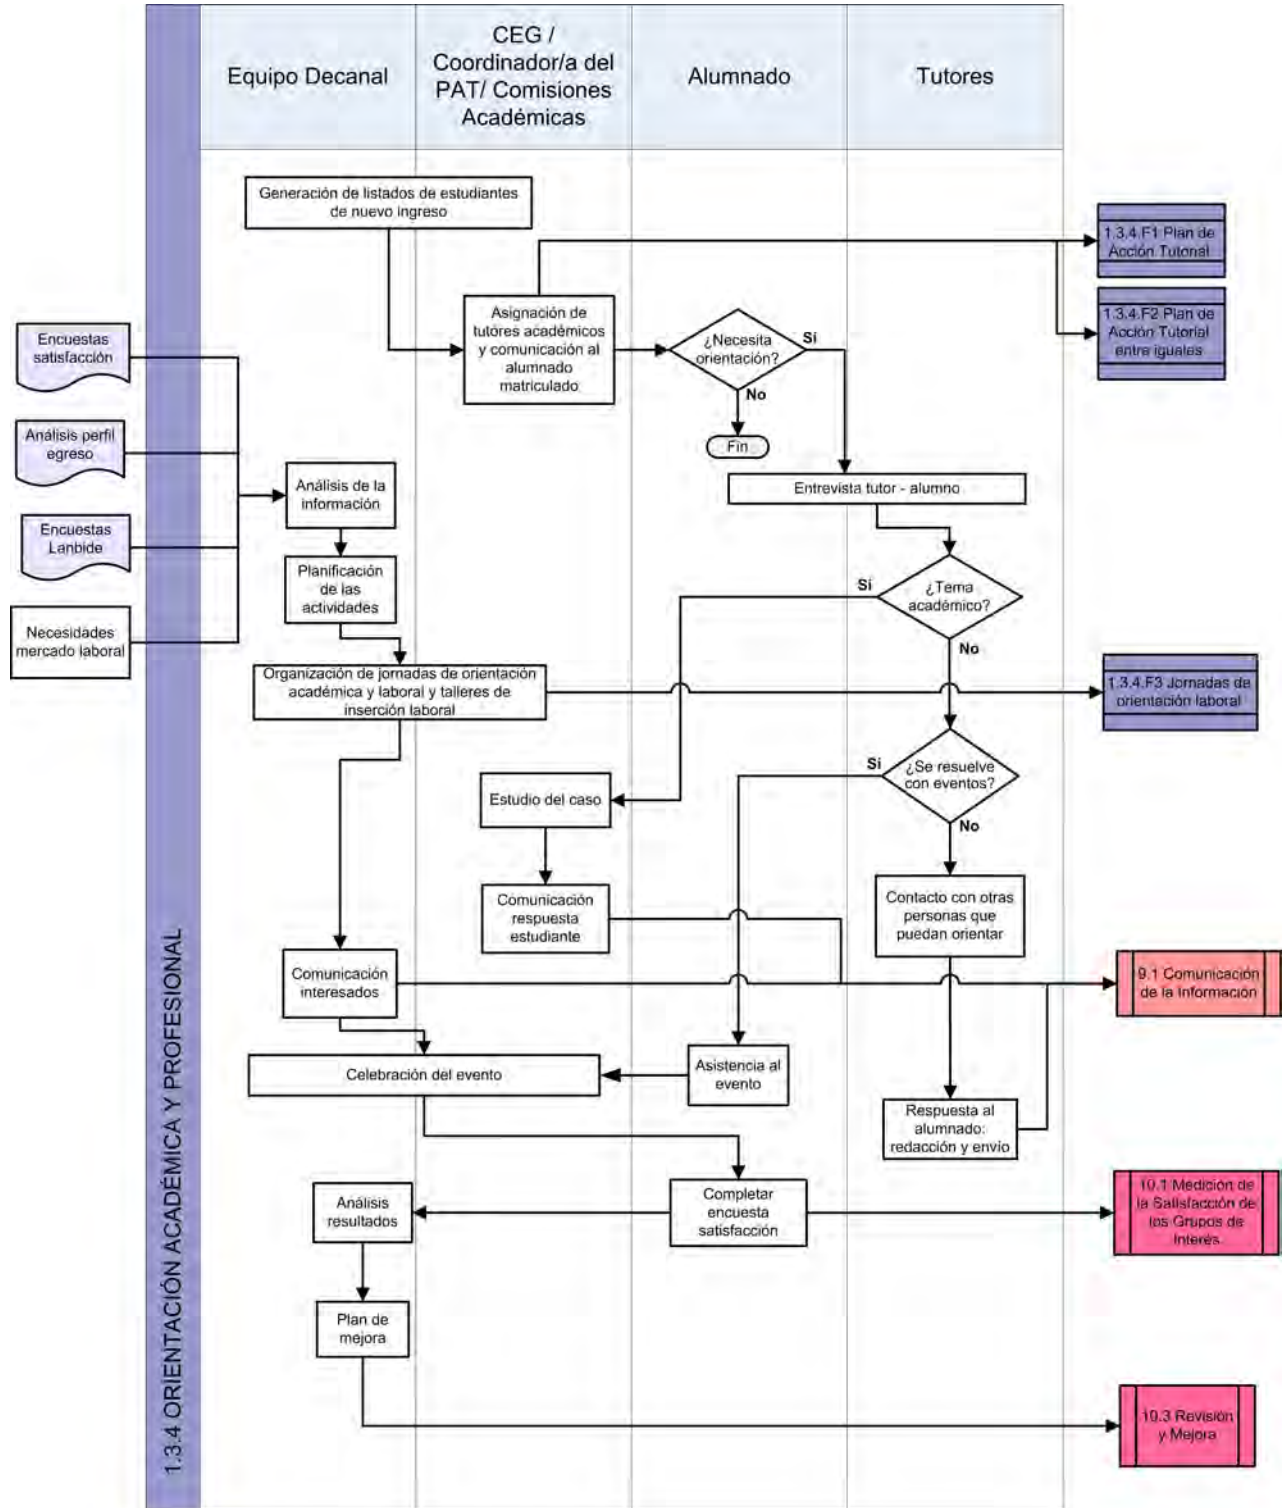 Equipo Decanal
CEG /
Coordinador/a del
PAT/ Comisiones
Académicas
Alumnado
Tutores
Generación de listados de estudiantes
de nuevo ingreso
1.3.4.F1 Plan de
Acción Tutorial
Asignación de
tutores académicos
y comunicación al
alumnado
matriculado
¿Necesita
orientación?
Sí
No
Fin
1.3.4.F2 Plan de
Acción Tutorial
entre iguales
Encuestas
satisfacción
Análisis perfil
egreso
Encuestas
Lanbide
Necesidades
mercado laboral
Análisis de la
información
Entrevista tutor - alumno
Planificación
de las
actividades
Sí
¿Tema
académico?
No
Organización de jornadas de orientación
académica y laboral y talleres de
inserción laboral
1.3.4.F3 Jornadas de
orientación laboral
Sí
¿Se resuelve
con eventos?
No
Estudio del caso
Comunicación
respuesta
estudiante
Contacto con otras
personas que
puedan orientar
Comunicación
interesados
9.1 Comunicación
de la Información
Celebración del evento
Asistencia al
evento
Respuesta al
alumnado:
redacción y envío
Análisis
resultados
Completar
encuesta
satisfacción
10.1 Medición de
la Satisfacción de
los Grupos de
Interés
Plan de
mejora
10.3 Revisión
y Mejora
1.3.4 ORIENTACIÓN ACADÉMICA Y PROFESIONAL